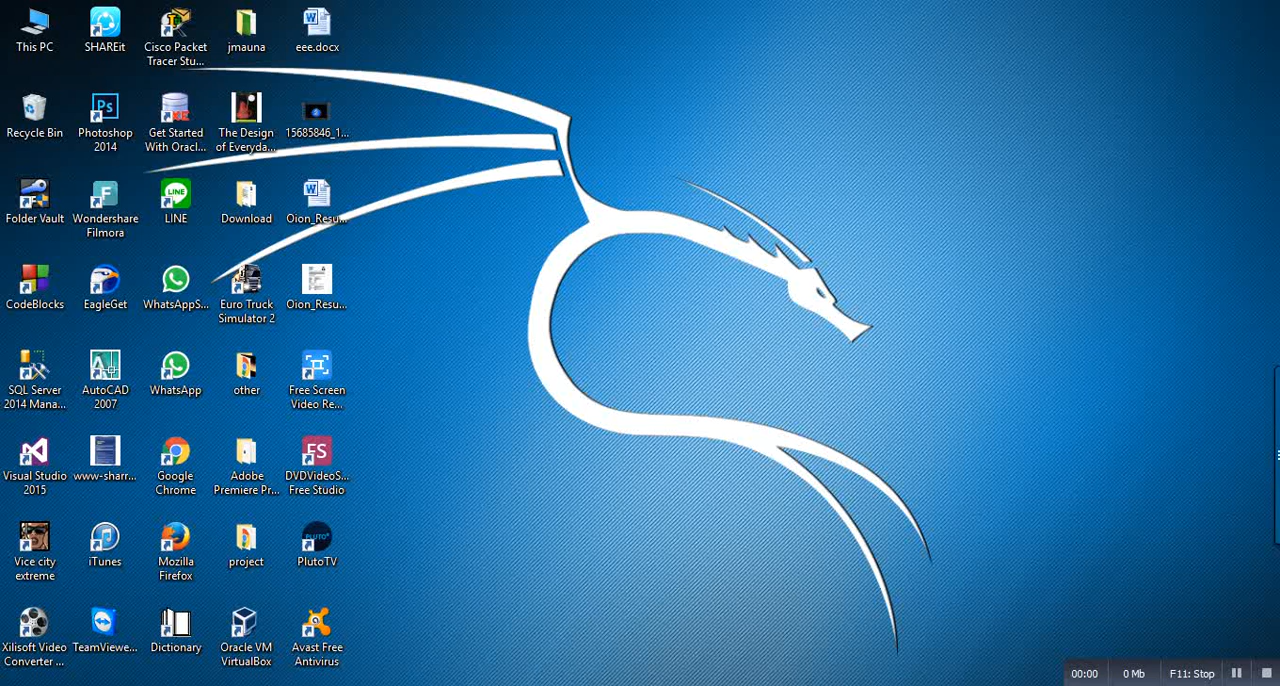 This PC
SHAREit
Cisco Packet
Tracer Stu...
jmauna
eee.docx
Recycle Bin
Ps
Photoshop
2014
Get Started
With Oracl...
The Design
of Everyda...
15685846_1...
Folder Vault
F
Wondershare
Filmora
LINE
LINE
Download
Oion_Resu...
CodeBlocks
EagleGet
WhatsAppS...
Euro Truck
Simulator 2
Oion_Resu...
SQL Server
2014 Mana...
AutoCAD
2007
WhatsApp
other
Free Screen
Video Re...
Visual Studio
2015
www-sharr...
Google
Chrome
Adobe
Premiere Pr...
FS
DVDVideoS...
Free Studio
Vice city
extreme
iTunes
Mozilla
Firefox
project
PLUTO
PlutoTV
Xilisoft Video
Converter ...
TeamViewe...
Dictionary
Oracle VM
VirtualBox
Avast Free
Antivirus
00:00
0 Mb
F11: Stop